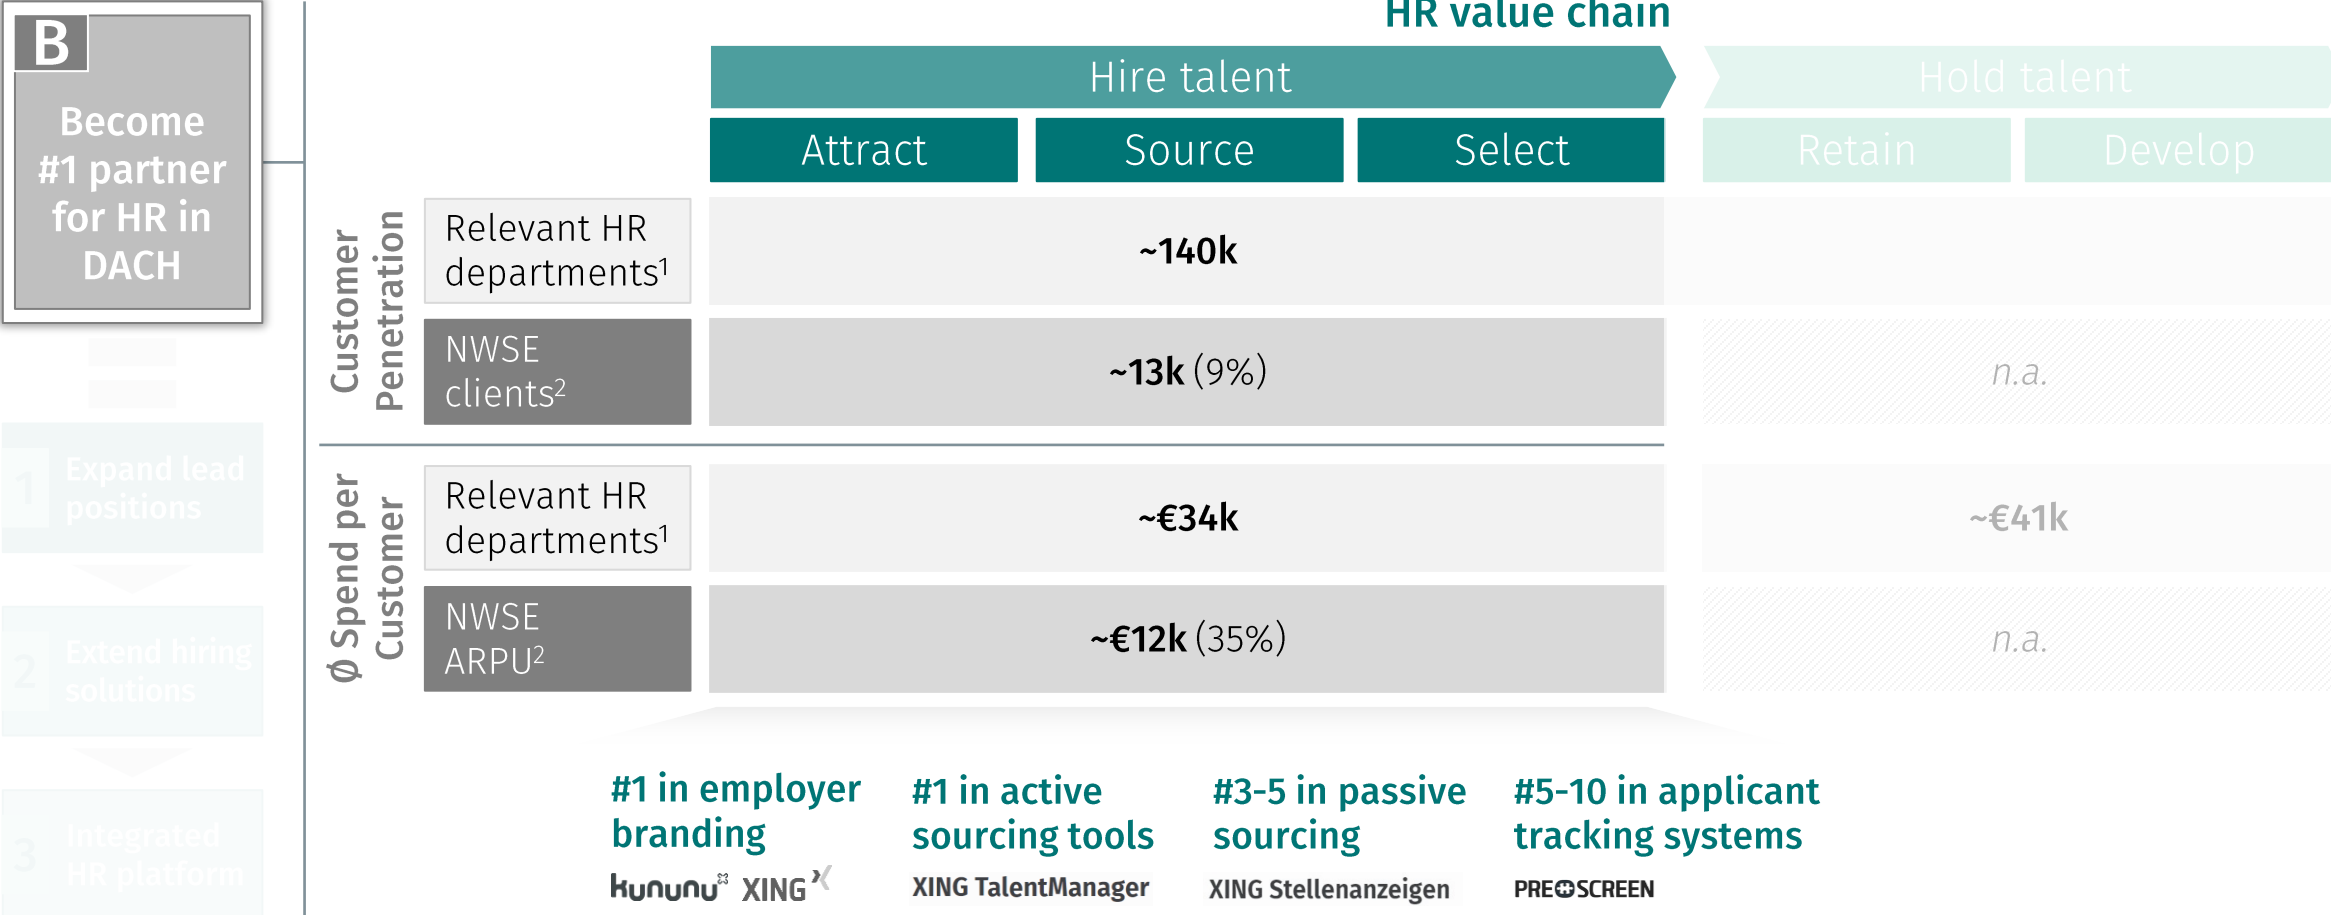 B
Become
#1 partner
for HR in
DACH
1
Expand lead
positions
2
Extend hiring
solutions
3
Integrated
HR platform
HR value chain
Hire talent
Hold talent
Attract
Source
Select
Retain
Develop
Customer
Penetration
Relevant HR
departments¹
~140k
NWSE
clients²
~13k (9%)
n.a.
Ø Spend per
Customer
Relevant HR
departments¹
~€34k
~€41k
NWSE
ARPU²
~€12k (35%)
n.a.
#1 in employer
branding
kununu XING
#1 in active
sourcing tools
XING TalentManager
#3-5 in passive
sourcing
XING Stellenanzeigen
#5-10 in applicant
tracking systems
PRESCREEN